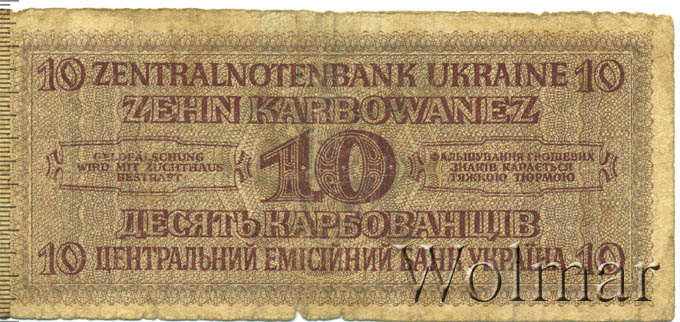 10 ZENTRALNOTENBANK UKRAINE 10
ZEHN KARBOWANEZ
GELDFÄLSCHUNG
WIRD MIT ZUCHTHAUS
BESTRAFT
10
ФАЛЬШУВАННЯ ГРОШЕВИХ
ЗНАКІВ КАРАЄТЬСЯ
ТЯЖКОЮ ТЮРМОЮ
ДЕСЯТЬ КАРБОВАНЦІВ
10 ЦЕНТРАЛЬНИЙ ЕМІСІЙНИЙ БАНК УКРАЇНА 10
Wolmar